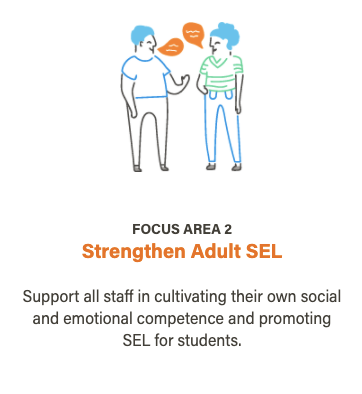 FOCUS AREA 2
Strengthen Adult SEL
Support all staff in cultivating their own social
and emotional competence and promoting
SEL for students.